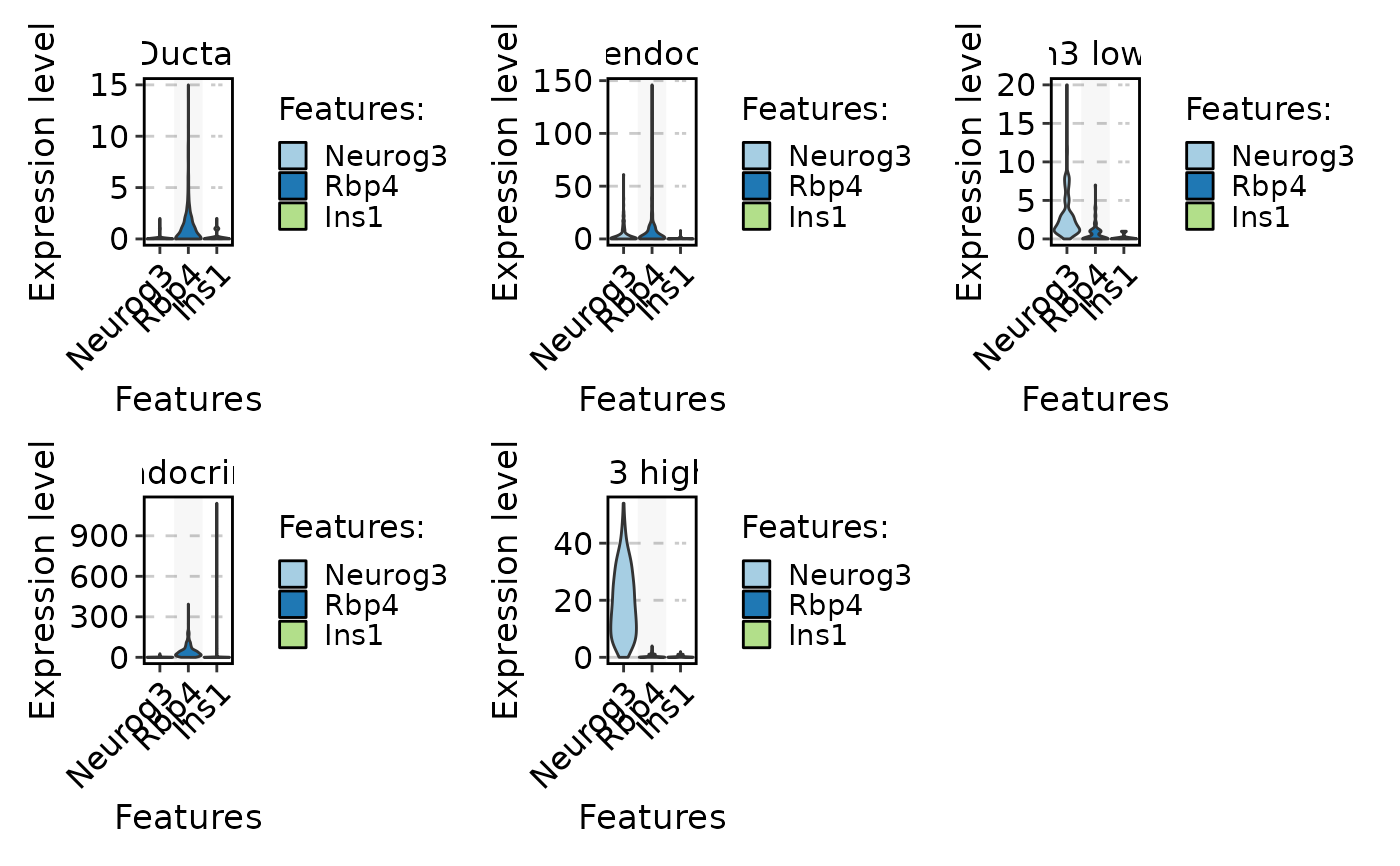 Ducta
Expression level
15
10
5
0
Neurog3
Rbp4
Ins1
Features
Features:
Neurog3
Rbp4
Ins1
endoc
Expression level
150
100
50
0
Neurog3
Rbp4
Ins1
Features
Features:
Neurog3
Rbp4
Ins1
n3 low
Expression level
20
15
10
5
0
Neurog3
Rbp4
Ins1
Features
Features:
Neurog3
Rbp4
Ins1
ndocrin
Expression level
900
600
300
0
Neurog3
Rbp4
Ins1
Features
Features:
Neurog3
Rbp4
Ins1
3 high
Expression level
40
20
0
Neurog3
Rbp4
Ins1
Features
Features:
Neurog3
Rbp4
Ins1